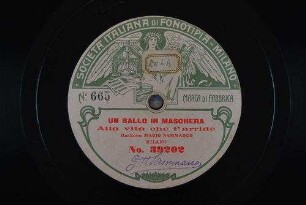 SOCIETÀ ITALIANA DI FONOTIPIA MILANO
No 665
MARCA DI FABBRICA
UN BALLO IN MASCHERA
Alla vita che t'arride
Baritono MARIO SAMMARCO
MILANO
No. 39202